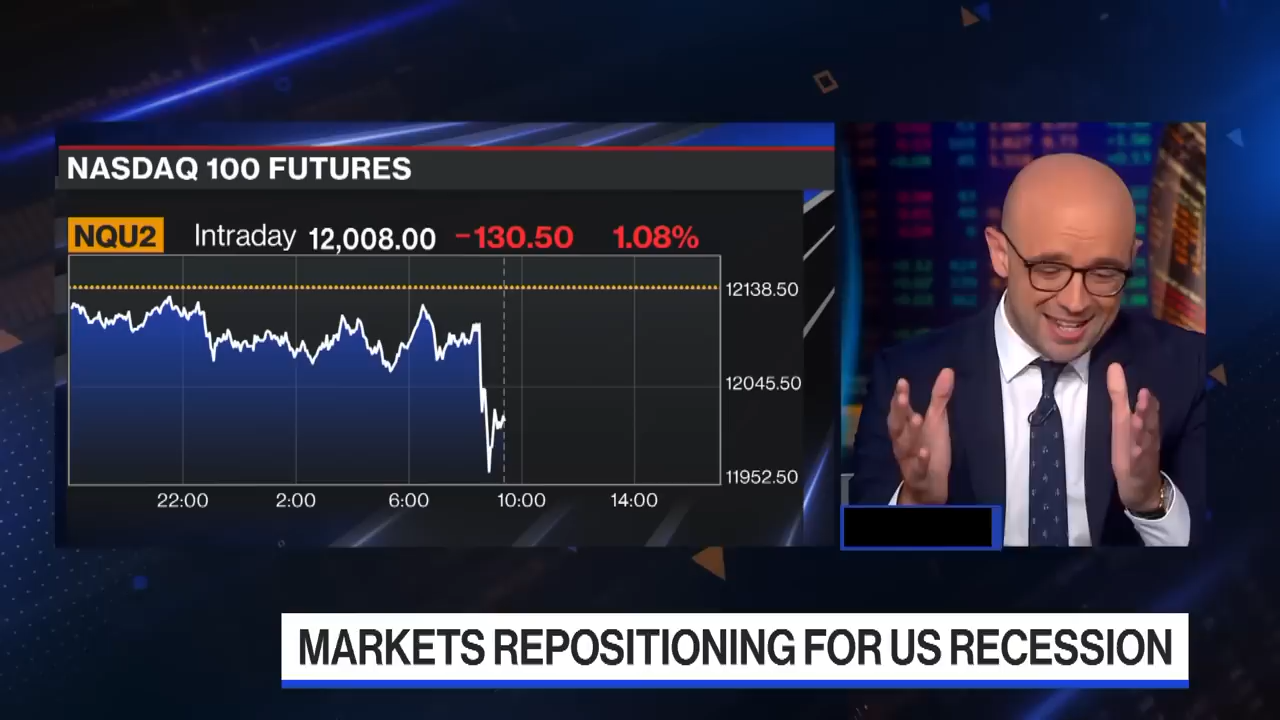 NASDAQ 100 FUTURES
NQU2 Intraday 12,008.00 -130.50 1.08%
12138.50
12045.50
11952.50
22:00 2:00 6:00 10:00 14:00
MARKETS REPOSITIONING FOR US RECESSION